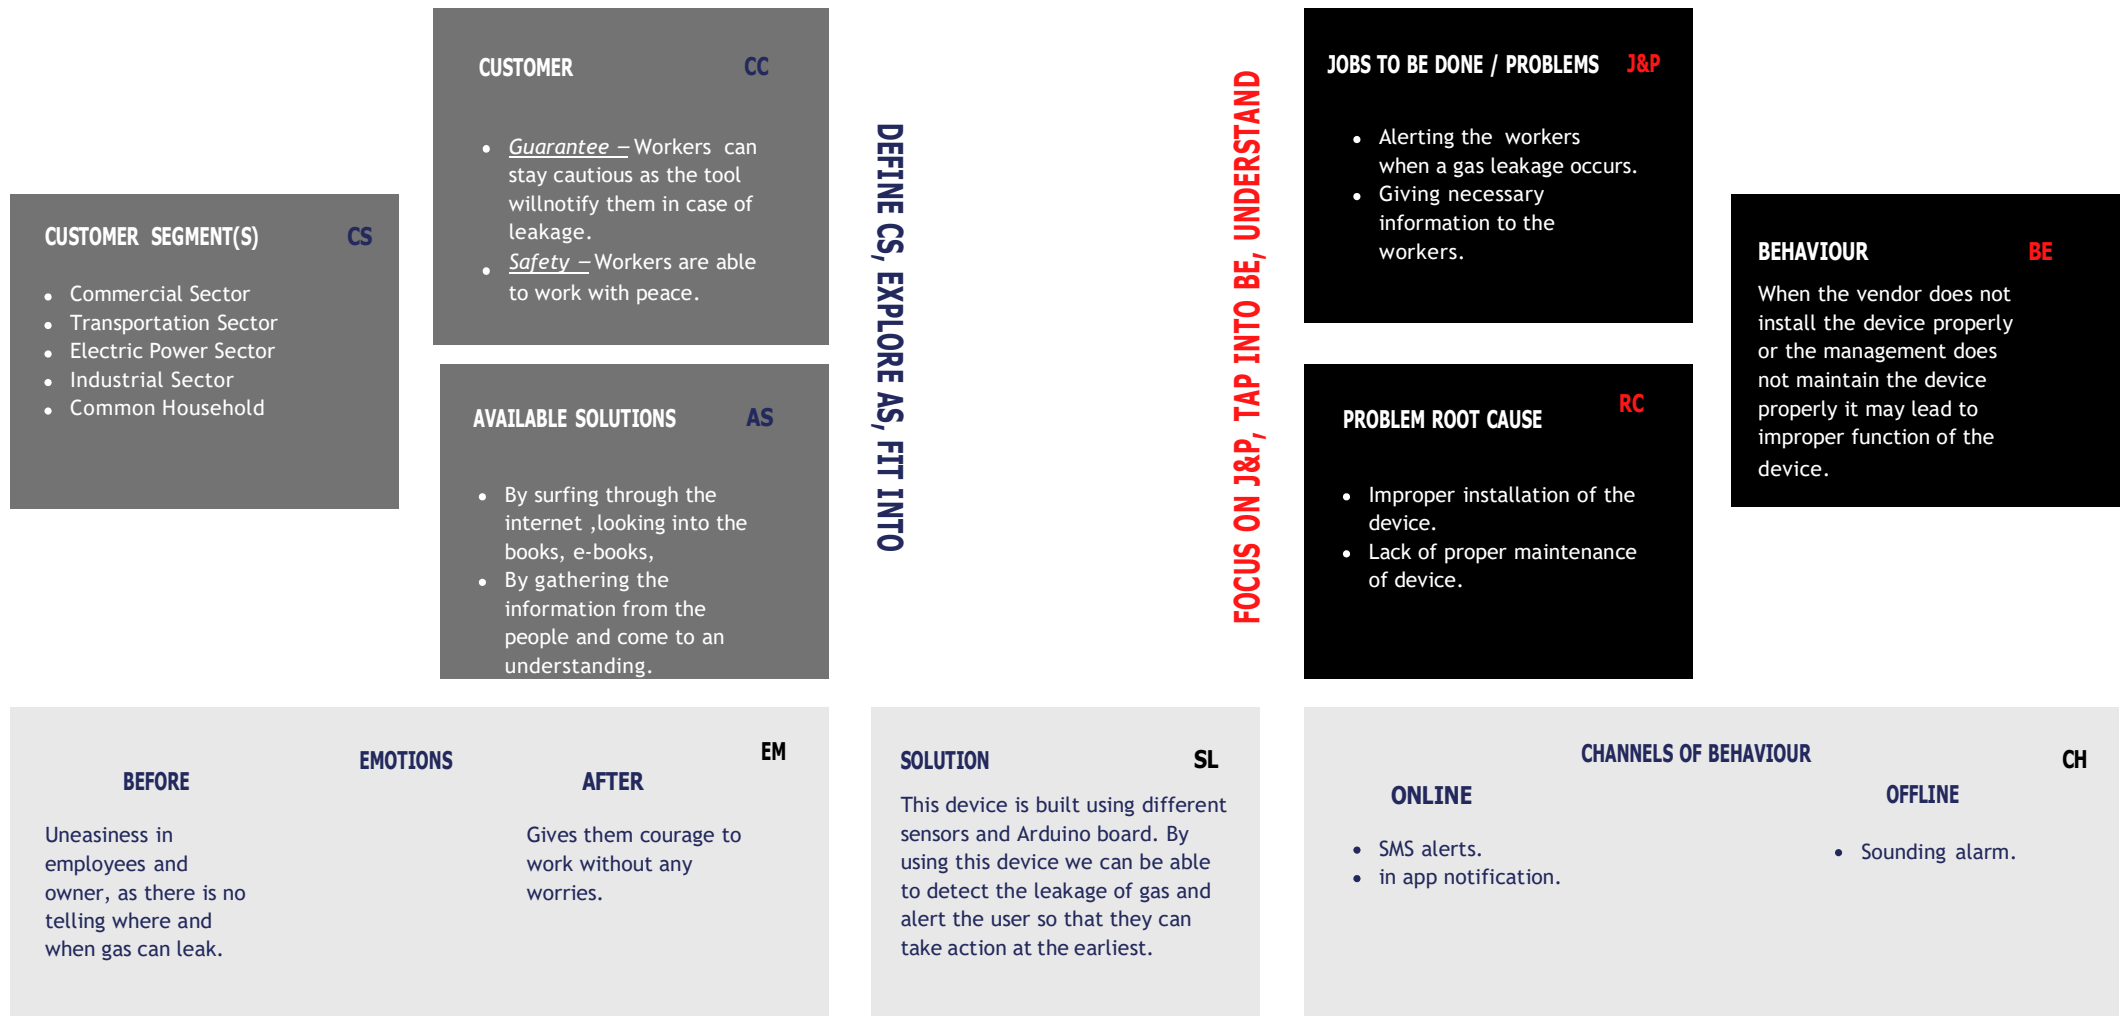 CUSTOMER SEGMENT(S) CS
Commercial Sector
Transportation Sector
Electric Power Sector
Industrial Sector
Common Household
CUSTOMER CC
Guarantee – Workers can
stay cautious as the tool
willnotify them in case of
leakage.
Safety – Workers are able
to work with peace.
AVAILABLE SOLUTIONS AS
By surfing through the
internet ,looking into the
books, e-books,
By gathering the
information from the
people and come to an
understanding.
DEFINE CS, EXPLORE AS, FIT INTO
FOCUS ON J&P, TAP INTO BE, UNDERSTAND
JOBS TO BE DONE / PROBLEMS J&P
Alerting the workers
when a gas leakage occurs.
Giving necessary
information to the
workers.
PROBLEM ROOT CAUSE RC
Improper installation of the
device.
Lack of proper maintenance
of device.
BEHAVIOUR BE
When the vendor does not
install the device properly
or the management does
not maintain the device
properly it may lead to
improper function of the
device.
EMOTIONS EM
BEFORE
Uneasiness in
employees and
owner, as there is no
telling where and
when gas can leak.
AFTER
Gives them courage to
work without any
worries.
SOLUTION SL
This device is built using different
sensors and Arduino board. By
using this device we can be able
to detect the leakage of gas and
alert the user so that they can
take action at the earliest.
CHANNELS OF BEHAVIOUR CH
ONLINE
SMS alerts.
in app notification.
OFFLINE
Sounding alarm.